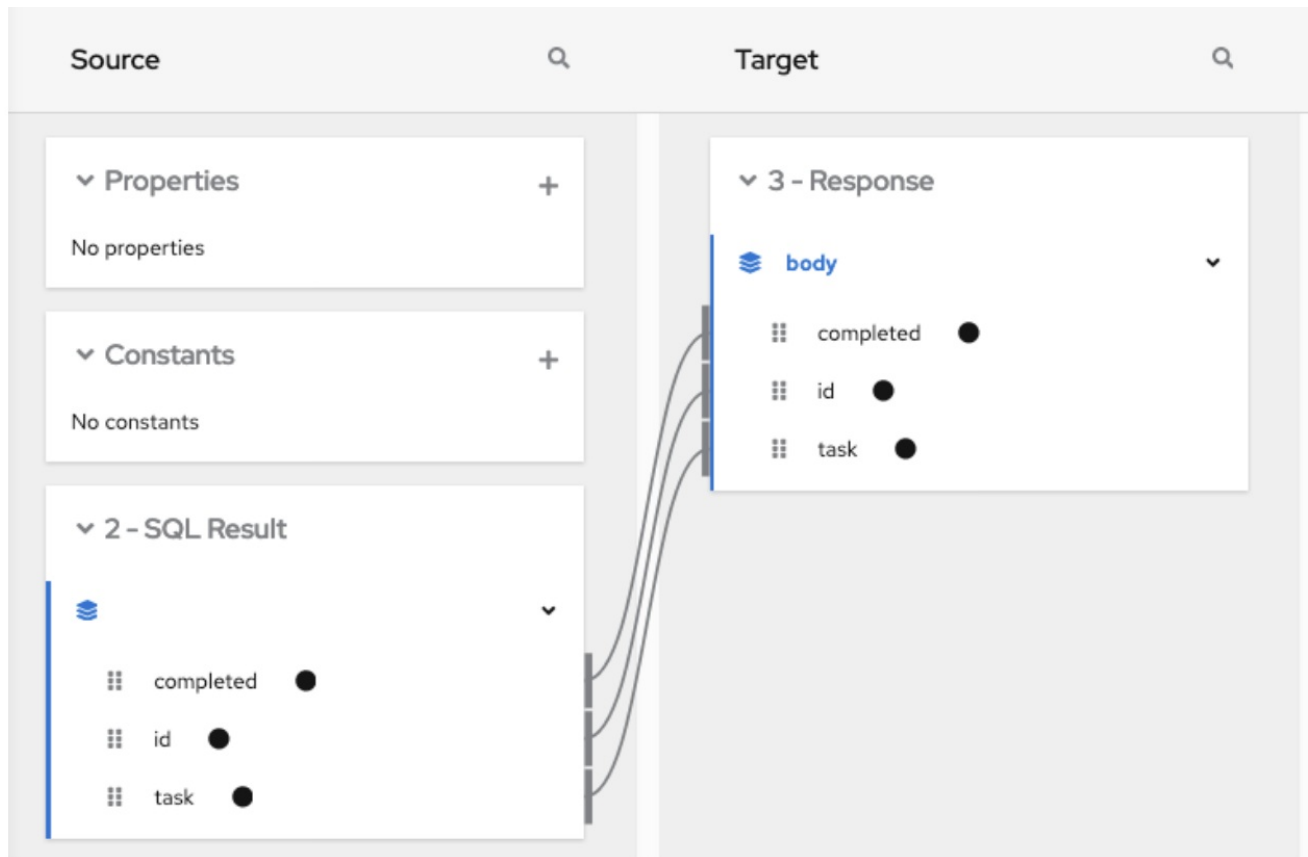 Source
Properties
No properties
Constants
No constants
2 - SQL Result
completed
id
task
Target
3 - Response
body
completed
id
task